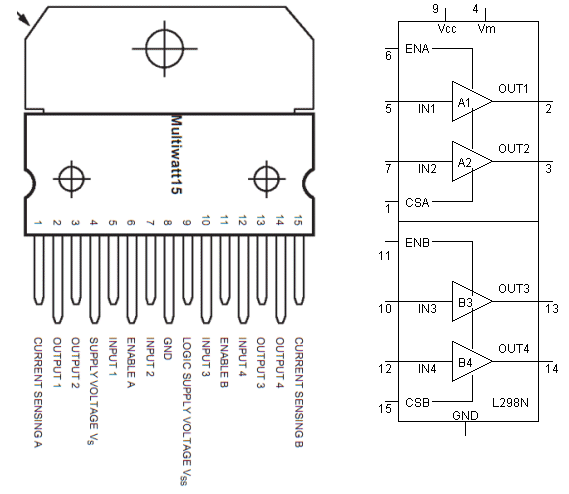 Multiwatt15
1 2 3 4 5 6 7 8 9 10 11 12 13 14 15
CURRENT SENSING A
OUTPUT 1
OUTPUT 2
SUPPLY VOLTAGE VS
INPUT 1
ENABLE A
INPUT 2
GND
LOGIC SUPPLY VOLTAGE VSS
INPUT 3
ENABLE B
INPUT 4
OUTPUT 3
OUTPUT 4
CURRENT SENSING B
9 4
Vcc Vm
6 ENA
5 IN1 A1 OUT1 2
7 IN2 A2 OUT2 3
1 CSA
11 ENB
10 IN3 B3 OUT3 13
12 IN4 B4 OUT4 14
15 CSB L298N
GND